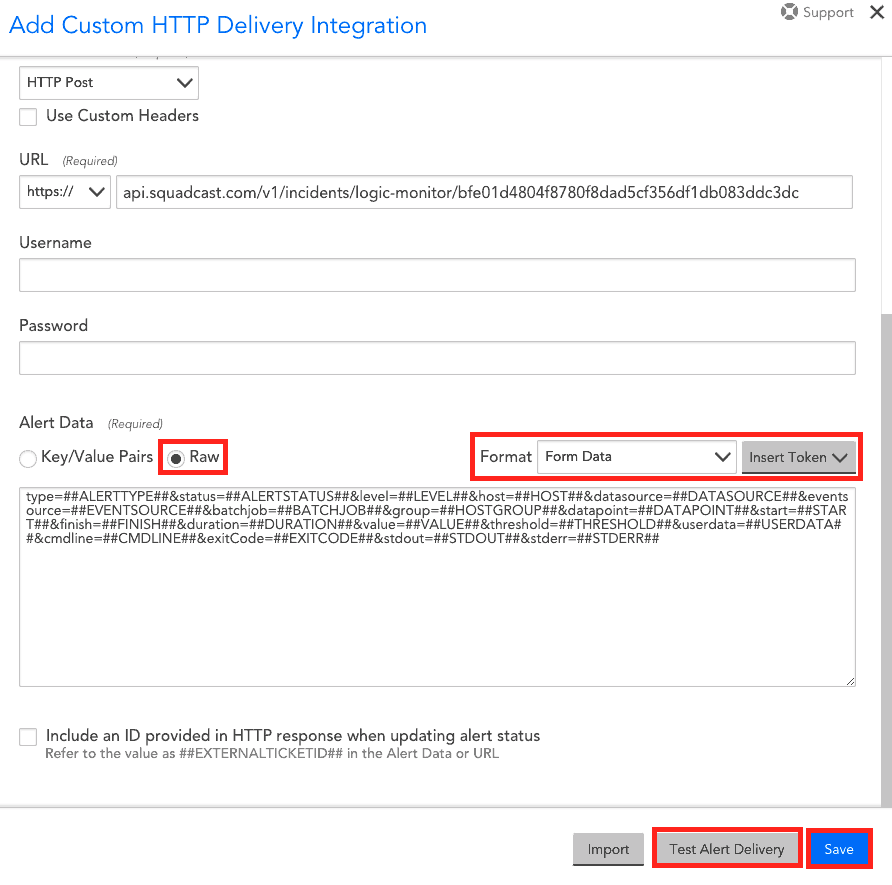 Support
Add Custom HTTP Delivery Integration
HTTP Post
Use Custom Headers
URL (Required)
https:// api.squadcast.com/v1/incidents/logic-monitor/bfe01d4804f8780f8dad5cf356df1db083ddc3dc
Username
Password
Alert Data (Required)
Key/Value Pairs Raw Format Form Data Insert Token
type=##ALERTTYPE##&status=##ALERTSTATUS##&level=##LEVEL##&host=##HOST##&datasource=##DATASOURCE##&event
source=##EVENTSOURCE##&batchjob=##BATCHJOB##&group=##HOSTGROUP##&datapoint=##DATAPOINT##&start=##STAR
T##&finish=##FINISH##&duration=##DURATION##&value=##VALUE##&threshold=##THRESHOLD##&userdata=##USERDATA#
#&cmdline=##CMDLINE##&exitCode=##EXITCODE##&stdout=##STDOUT##&stderr=##STDERR##
Include an ID provided in HTTP response when updating alert status
Refer to the value as ##EXTERNALTICKETID## in the Alert Data or URL
Import Test Alert Delivery Save